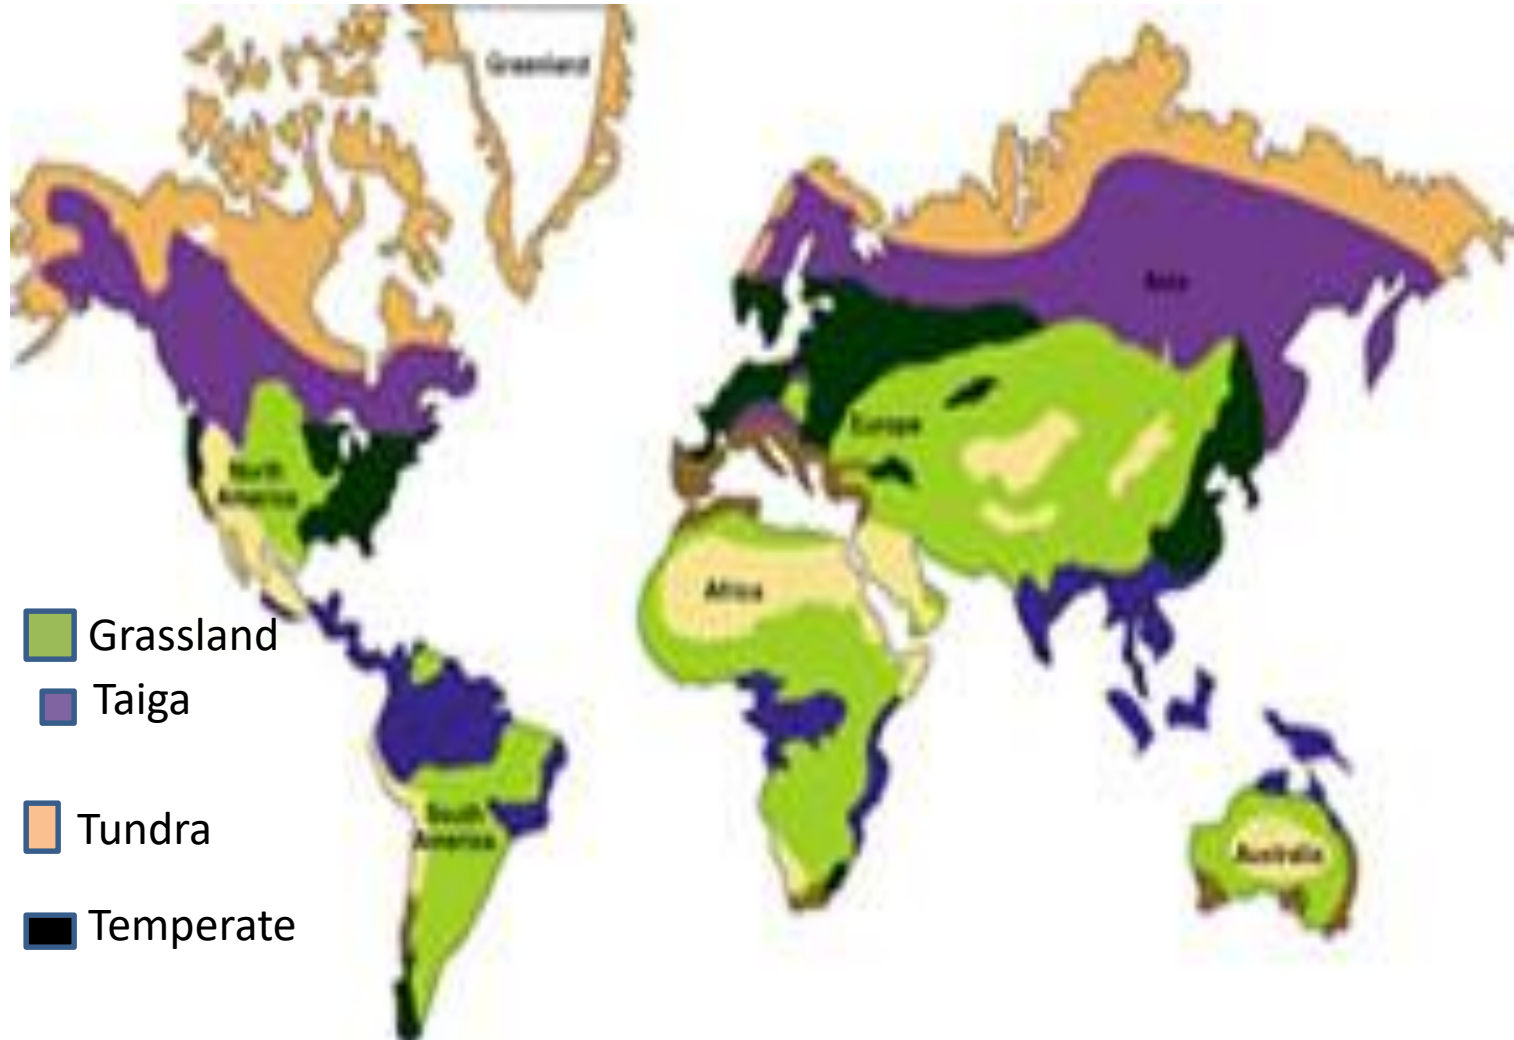 Greenland
Asia
Europe
North
America
Africa
Grassland
Taiga
South
America
Tundra
Australia
Temperate